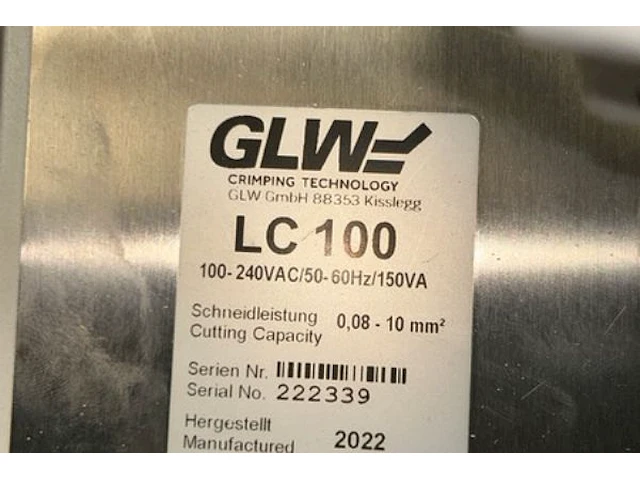 GLW
CRIMPING TECHNOLOGY
GLW GmbH 88353 Kisslegg
LC 100
100-240VAC/50-60Hz/150VA
Schneidleistung
Cutting Capacity 0,08 - 10 mm²
Serien Nr.
Serial No. 222339
Hergestellt
Manufactured 2022